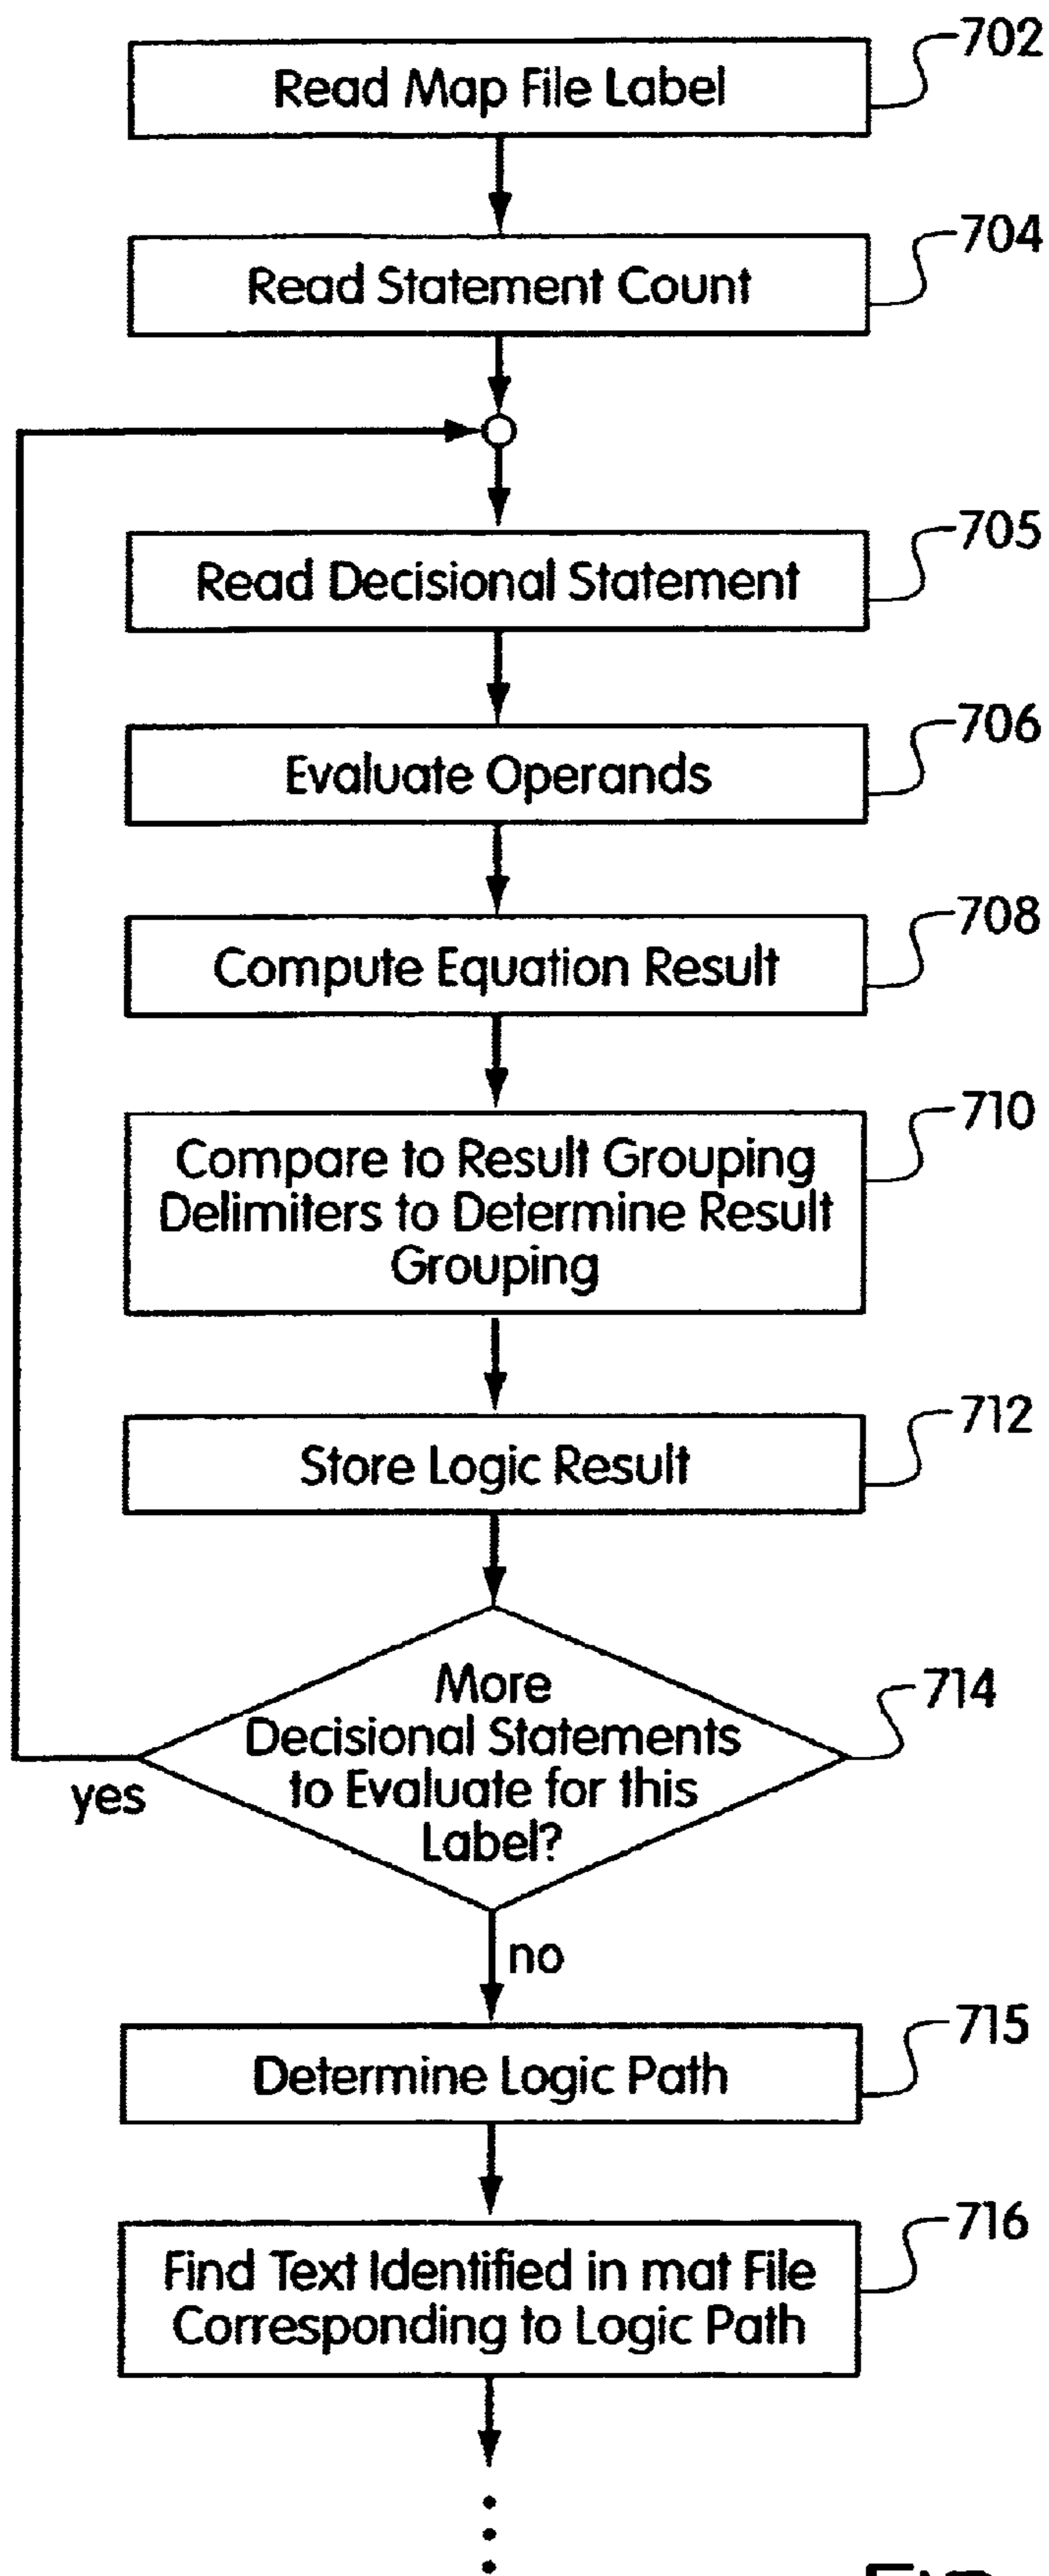 702
Read Map File Label
704
Read Statement Count
705
Read Decisional Statement
706
Evaluate Operands
708
Compute Equation Result
710
Compare to Result Grouping
Delimiters to Determine Result
Grouping
712
Store Logic Result
714
More
Decisional Statements
to Evaluate for this
Label?
yes
no
715
Determine Logic Path
716
Find Text Identified in mat File
Corresponding to Logic Path